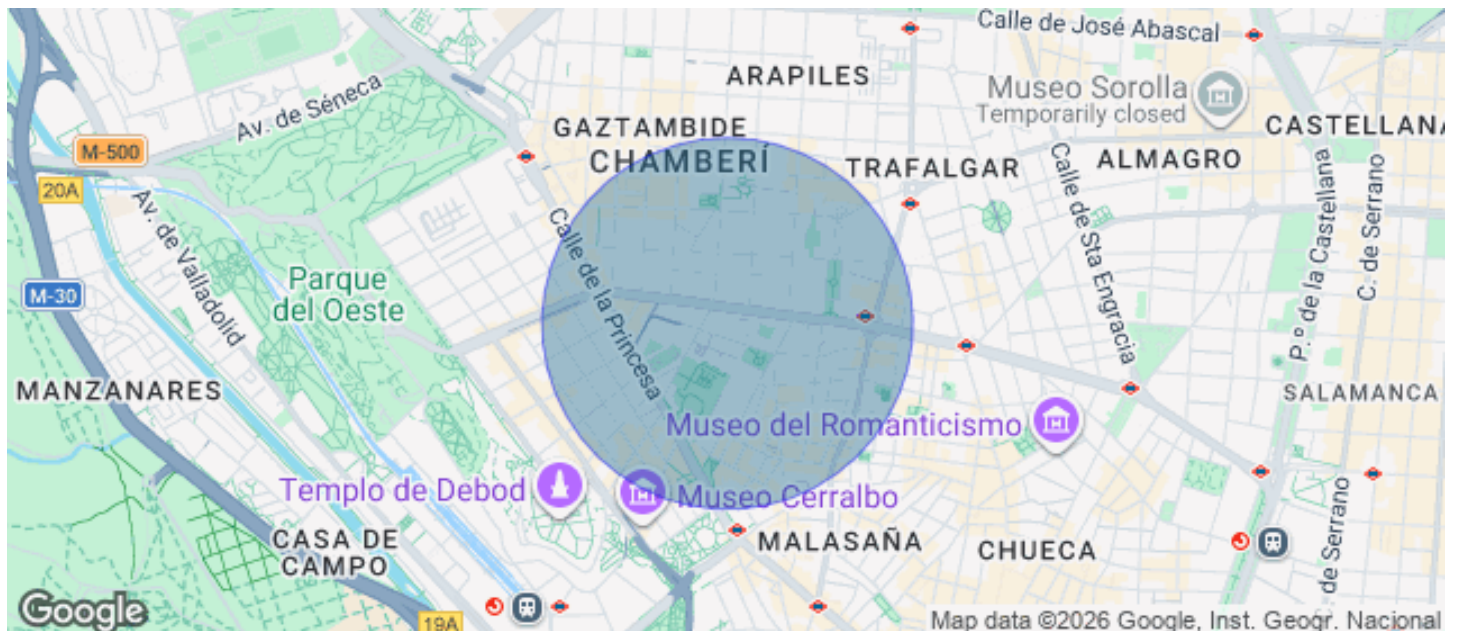 Calle de José Abascal
ARAPILES
Museo Sorolla
Temporarily closed
Av. de Séneca
GAZTAMBIDE
CHAMBERÍ
CASTELLANA
M-500
TRAFALGAR
ALMAGRO
20A
Av. de Valladolid
Calle de la Princesa
Calle de Sta Engracia
P.º de la Castellana
C. de Serrano
Parque
del Oeste
M-30
MANZANARES
SALAMANCA
Museo del Romanticismo
Templo de Debod
Museo Cerralbo
CASA DE
CAMPO
MALASAÑA
CHUECA
de Serrano
Google
19A
Map data ©2026 Google, Inst. Geogr. Nacional